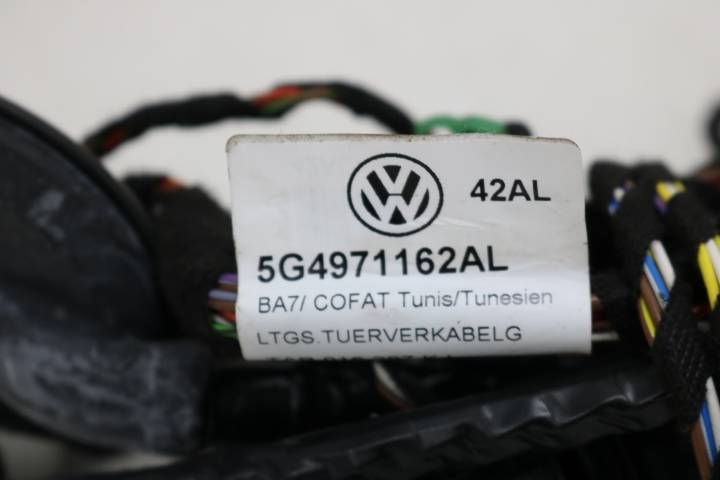 42AL
5G4971162AL
BA7/ COFAT Tunis/Tunesien
LTGS.TUERVERKABELG